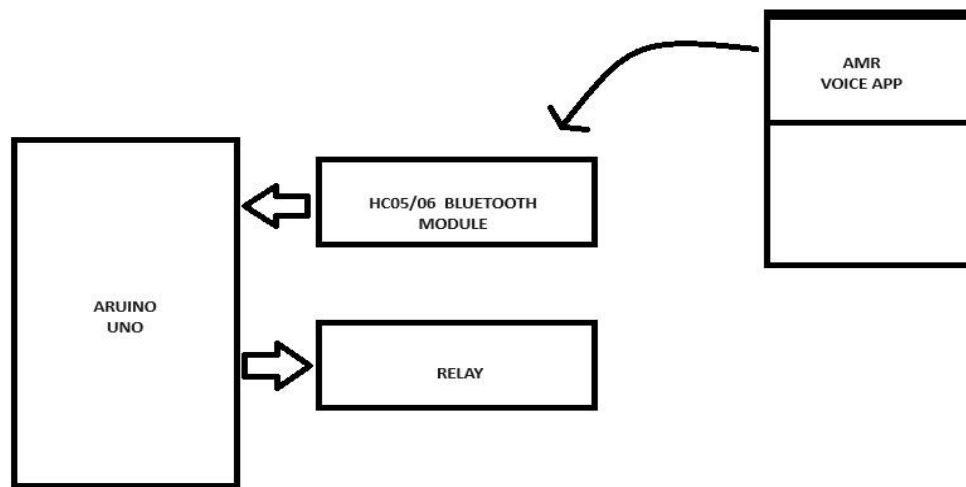 AMR
VOICE APP
HC05/06 BLUETOOTH
MODULE
ARUINO
UNO
RELAY